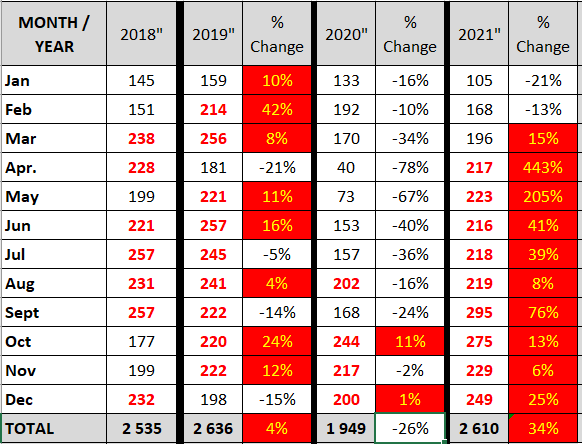 MONTH / YEAR 2018" 2019" % Change 2020" % Change 2021" % Change
Jan 145 159 10% 133 -16% 105 -21%
Feb 151 214 42% 192 -10% 168 -13%
Mar 238 256 8% 170 -34% 196 15%
Apr. 228 181 -21% 40 -78% 217 443%
May 199 221 11% 73 -67% 223 205%
Jun 221 257 16% 153 -40% 216 41%
Jul 257 245 -5% 157 -36% 218 39%
Aug 231 241 4% 202 -16% 219 8%
Sept 257 222 -14% 168 -24% 295 76%
Oct 177 220 24% 244 11% 275 13%
Nov 199 222 12% 217 -2% 229 6%
Dec 232 198 -15% 200 1% 249 25%
TOTAL 2 535 2 636 4% 1 949 -26% 2 610 34%